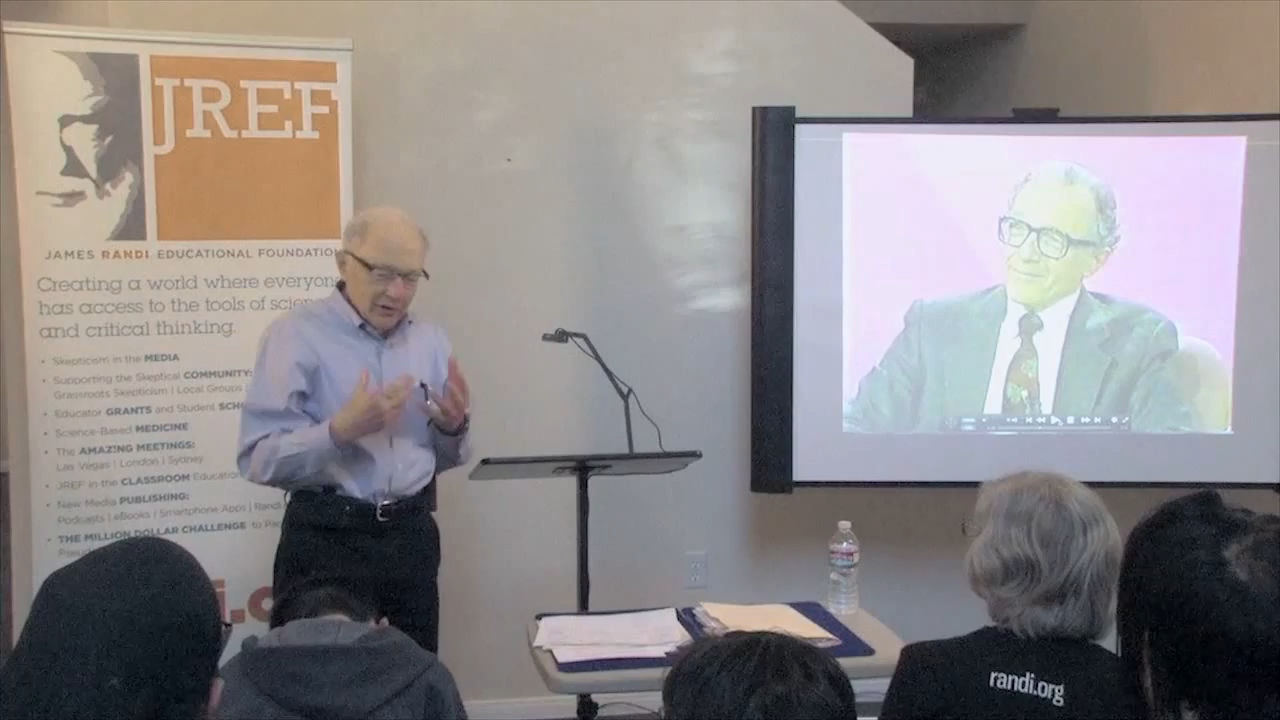 JREF
JAMES RANDI EDUCATIONAL FOUNDATION
Creating a world where everyone
has access to the tools of
and critical thinking.
• Skepticism in the MEDIA
• Supporting the Skeptical COMMUNITY:
Grassroots Skepticism | Local Groups |
• Educator GRANTS and Student
• Science-Based MEDICINE
• The AMAZ!NG MEETINGS:
Las Vegas | London | Sydney
• JREF in the CLASSROOM
• New Media PUBLISHING:
Podcasts | eBooks | Smartphone Apps |
• THE MILLION DOLLAR CHALLENGE to
randi.org